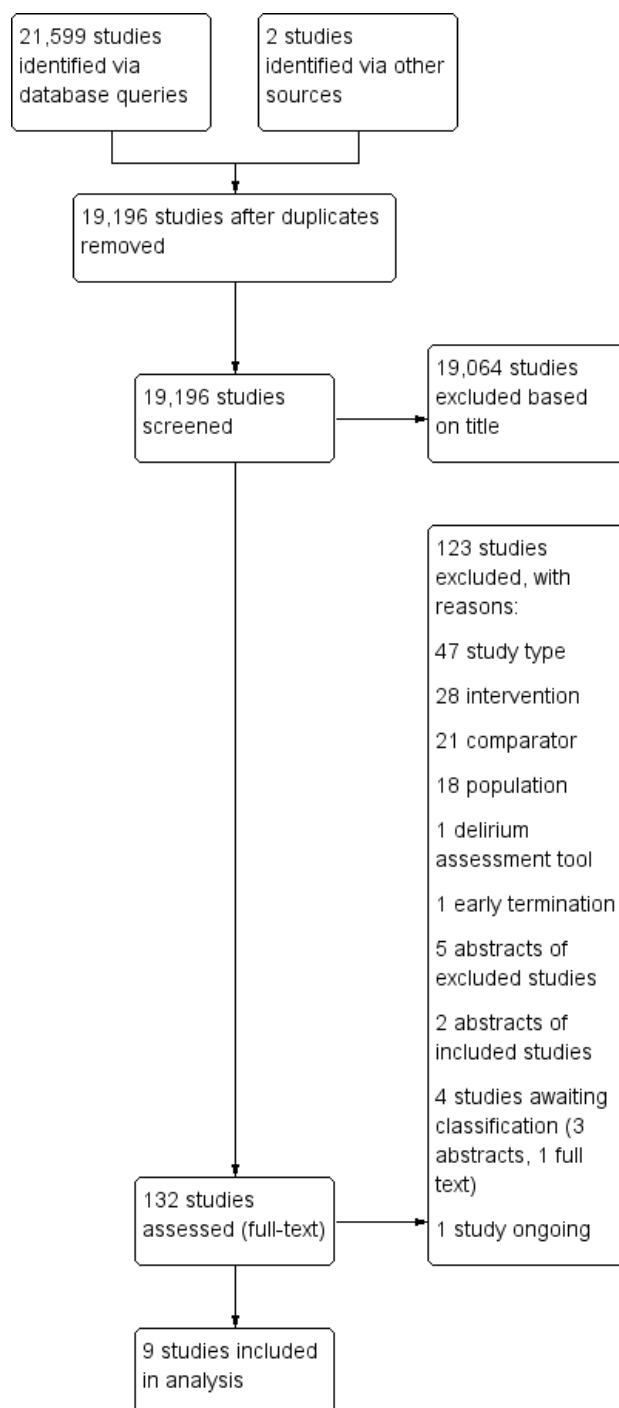 21,599 studies
identified via
database queries
2 studies
identified via other
sources
19,196 studies after duplicates
removed
19,196 studies
screened
19,064 studies
excluded based
on title
123 studies
excluded, with
reasons:
47 study type
28 intervention
21 comparator
18 population
1 delirium
assessment tool
1 early termination
5 abstracts of
excluded studies
2 abstracts of
included studies
4 studies awaiting
classification (3
abstracts, 1 full
text)
1 study ongoing
132 studies
assessed (full-text)
9 studies included
in analysis